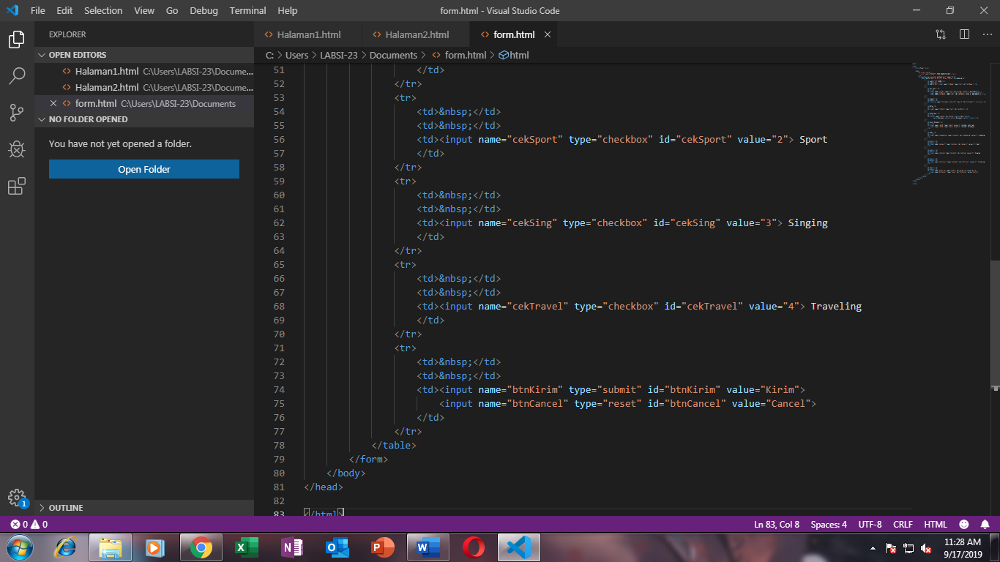 File Edit Selection View Go Debug Terminal Help
form.html - Visual Studio Code
EXPLORER
OPEN EDITORS
Halaman1.html C:\Users\LABSI-23\Docume...
Halaman2.html C:\Users\LABSI-23\Docume...
form.html C:\Users\LABSI-23\Documents
NO FOLDER OPENED
You have not yet opened a folder.
Open Folder
OUTLINE
1
Halaman1.html Halaman2.html form.html
C: > Users > LABSI-23 > Documents > form.html > html
51 </td>
52 </tr>
53 <tr>
54 <td>&nbsp;</td>
55 <td>&nbsp;</td>
56 <td><input name="cekSport" type="checkbox" id="cekSport" value="2"> Sport
57 </td>
58 </tr>
59 <tr>
60 <td>&nbsp;</td>
61 <td>&nbsp;</td>
62 <td><input name="cekSing" type="checkbox" id="cekSing" value="3"> Singing
63 </td>
64 </tr>
65 <tr>
66 <td>&nbsp;</td>
67 <td>&nbsp;</td>
68 <td><input name="cekTravel" type="checkbox" id="cekTravel" value="4"> Traveling
69 </td>
70 </tr>
71 <tr>
72 <td>&nbsp;</td>
73 <td>&nbsp;</td>
74 <td><input name="btnKirim" type="submit" id="btnKirim" value="Kirim">
75 <input name="btnCancel" type="reset" id="btnCancel" value="Cancel">
76 </td>
77 </tr>
78 </table>
79 </form>
80 </body>
81 </head>
82
83 </html>
0 0
Ln 83, Col 8 Spaces: 4 UTF-8 CRLF HTML
11:28 AM
9/17/2019